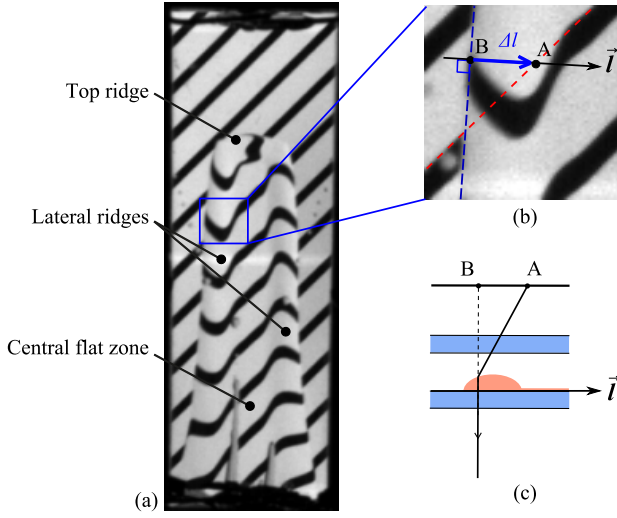 Top ridge
Lateral ridges
Central flat zone
(a)
B
Δl
A
l
(b)
B
A
l
(c)